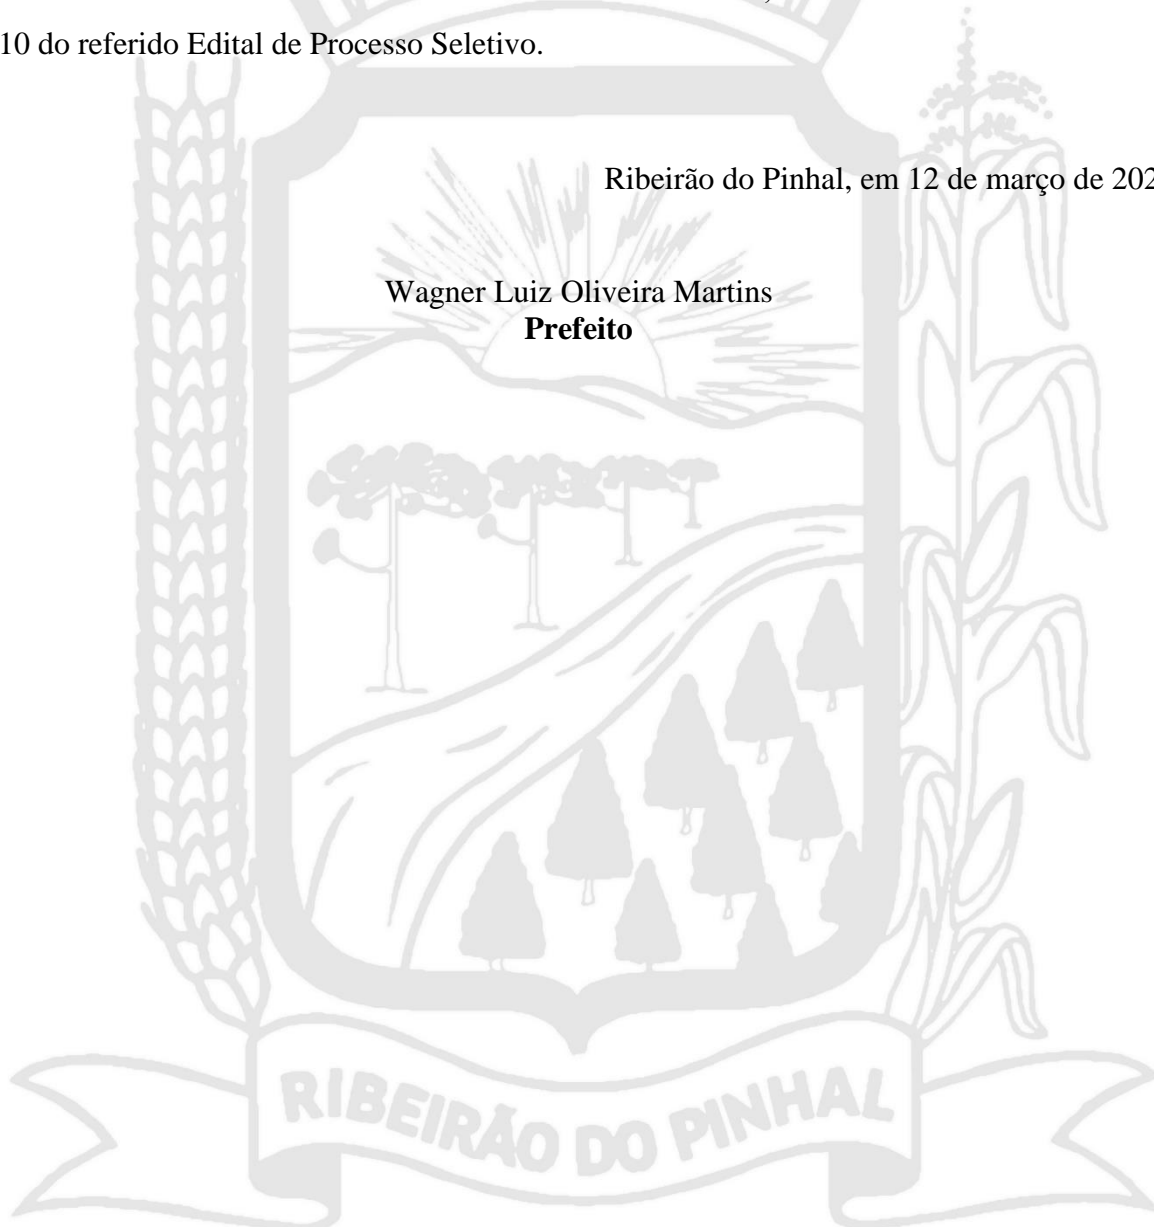 10 do referido Edital de Processo Seletivo.
Ribeirão do Pinhal, em 12 de março de 202
Wagner Luiz Oliveira Martins
Prefeito
RIBEIRÃO DO PINHAL